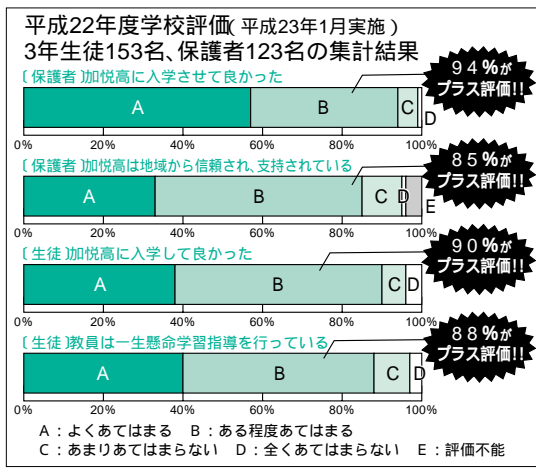 平成22年度学校評価(平成23年1月実施)
3年生徒153名、保護者123名の集計結果
〔保護者〕加悦高に入学させて良かった
94%が
プラス評価!!
A B C D
0% 20% 40% 60% 80% 100%
〔保護者〕加悦高は地域から信頼され、支持されている
85%が
プラス評価!!
A B C D E
0% 20% 40% 60% 80% 100%
〔生徒〕加悦高に入学して良かった
90%が
プラス評価!!
A B C D
0% 20% 40% 60% 80% 100%
〔生徒〕教員は一生懸命学習指導を行っている
88%が
プラス評価!!
A B C D
0% 20% 40% 60% 80% 100%
A:よくあてはまる B:ある程度あてはまる
C:あまりあてはまらない D:全くあてはまらない E:評価不能